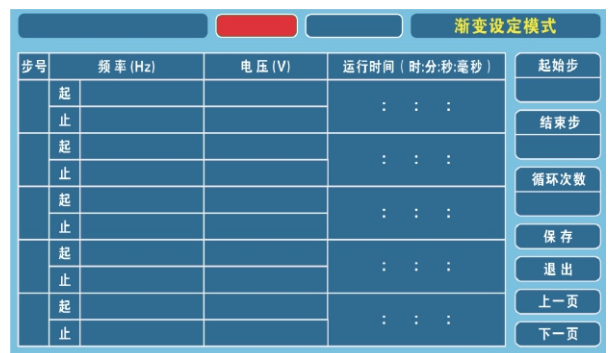 渐变设定模式
步号 频 率 (Hz) 电 压 (V) 运行时间 ( 时:分:秒:毫秒 ) 起始步
起
: : :
止
结束步
起
: : :
止
循环次数
起
: : :
止
保 存
起
: : :
退 出
止
起
上一页
: : :
止
下一页